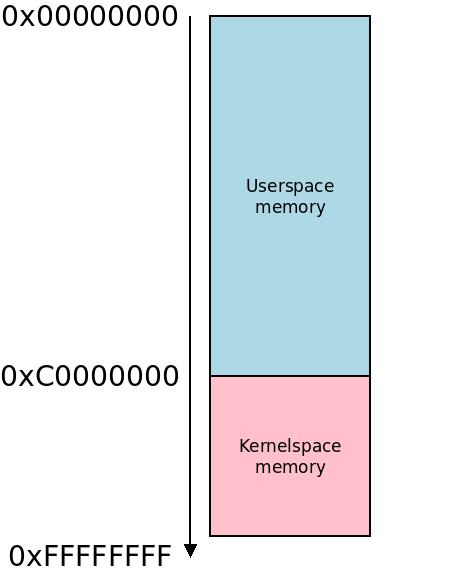 0x00000000
Userspace
memory
0xC0000000
Kernelspace
memory
0xFFFFFFFF